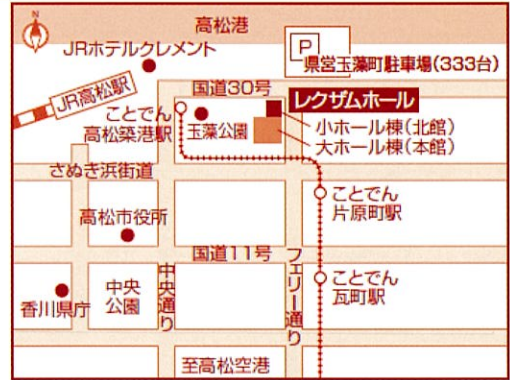 N
高松港
P
県営玉藻町駐車場(333台)
JRホテルクレメント
JR高松駅
国道30号
レクザムホール
小ホール棟(北館)
大ホール棟(本館)
ことでん
高松築港駅
玉藻公園
さぬき浜街道
ことでん
片原町駅
高松市役所
国道11号
フェリー通り
中央通り
ことでん
瓦町駅
香川県庁
中央
公園
至高松空港